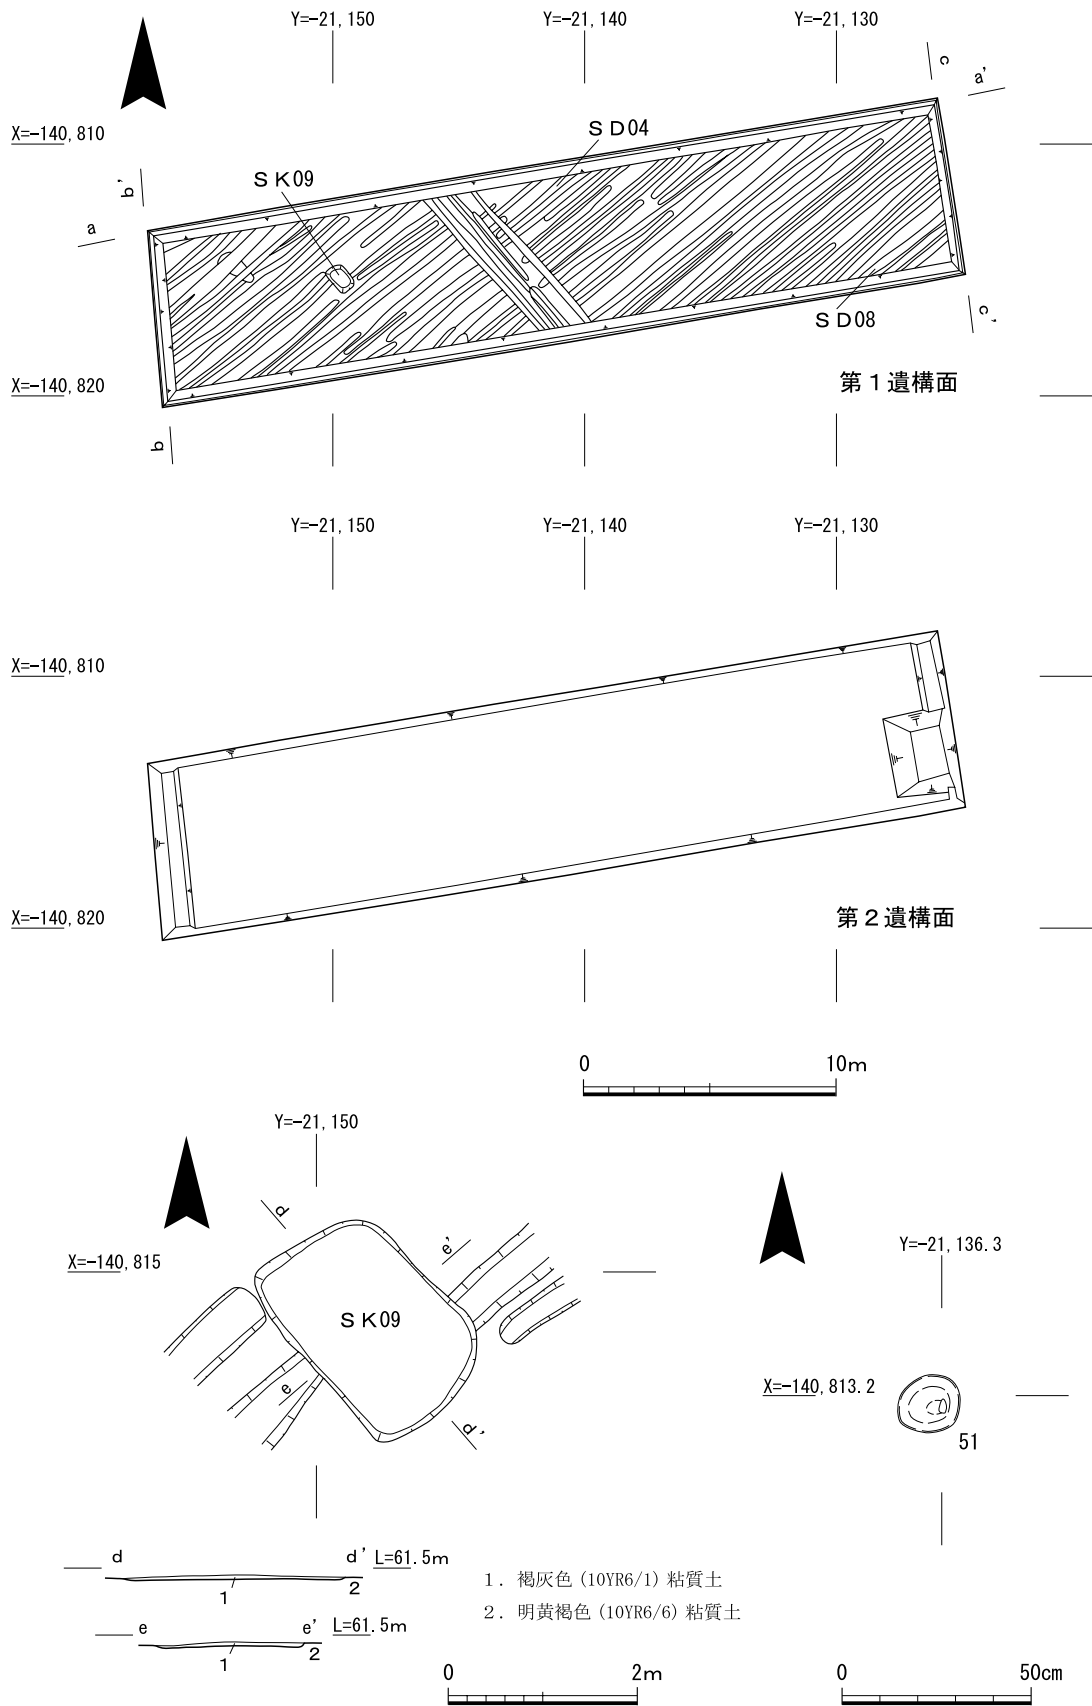 Y=-21,150
Y=-21,140
Y=-21,130
c
a'
X=-140,810
SD04
SK09
b'
a
SD08
c'
X=-140,820
第1遺構面
b
Y=-21,150
Y=-21,140
Y=-21,130
X=-140,810
X=-140,820
第2遺構面
0 10m
Y=-21,150
d
e'
X=-140,815
SK09
e
d'
Y=-21,136.3
X=-140,813.2
51
d d' L=61.5m
1 2
e e' L=61.5m
1 2
1. 褐灰色 (10YR6/1) 粘質土
2. 明黄褐色 (10YR6/6) 粘質土
0 2m
0 50cm